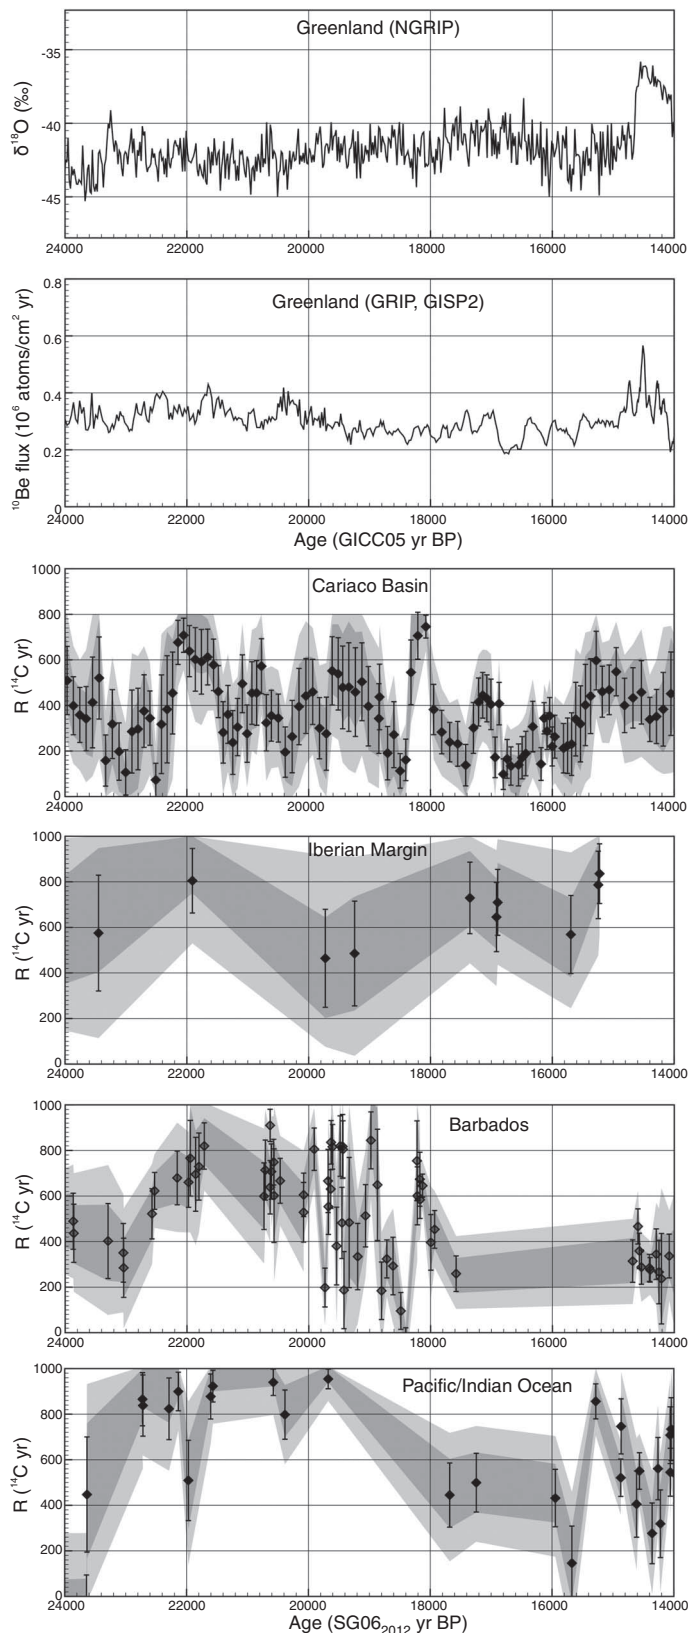 Greenland (NGRIP)
δ¹⁸O (‰)
-35
-40
-45
24000 22000 20000 18000 16000 14000
Greenland (GRIP, GISP2)
¹⁰Be flux (10⁶ atoms/cm² yr)
0.8
0.6
0.4
0.2
0
24000 22000 20000 18000 16000 14000
Age (GICC05 yr BP)
Cariaco Basin
R (¹⁴C yr)
1000
800
600
400
200
0
24000 22000 20000 18000 16000 14000
Iberian Margin
R (¹⁴C yr)
1000
800
600
400
200
0
24000 22000 20000 18000 16000 14000
Barbados
R (¹⁴C yr)
1000
800
600
400
200
0
24000 22000 20000 18000 16000 14000
Pacific/Indian Ocean
R (¹⁴C yr)
1000
800
600
400
200
0
24000 22000 20000 18000 16000 14000
Age (SG06₂₀₁₂ yr BP)